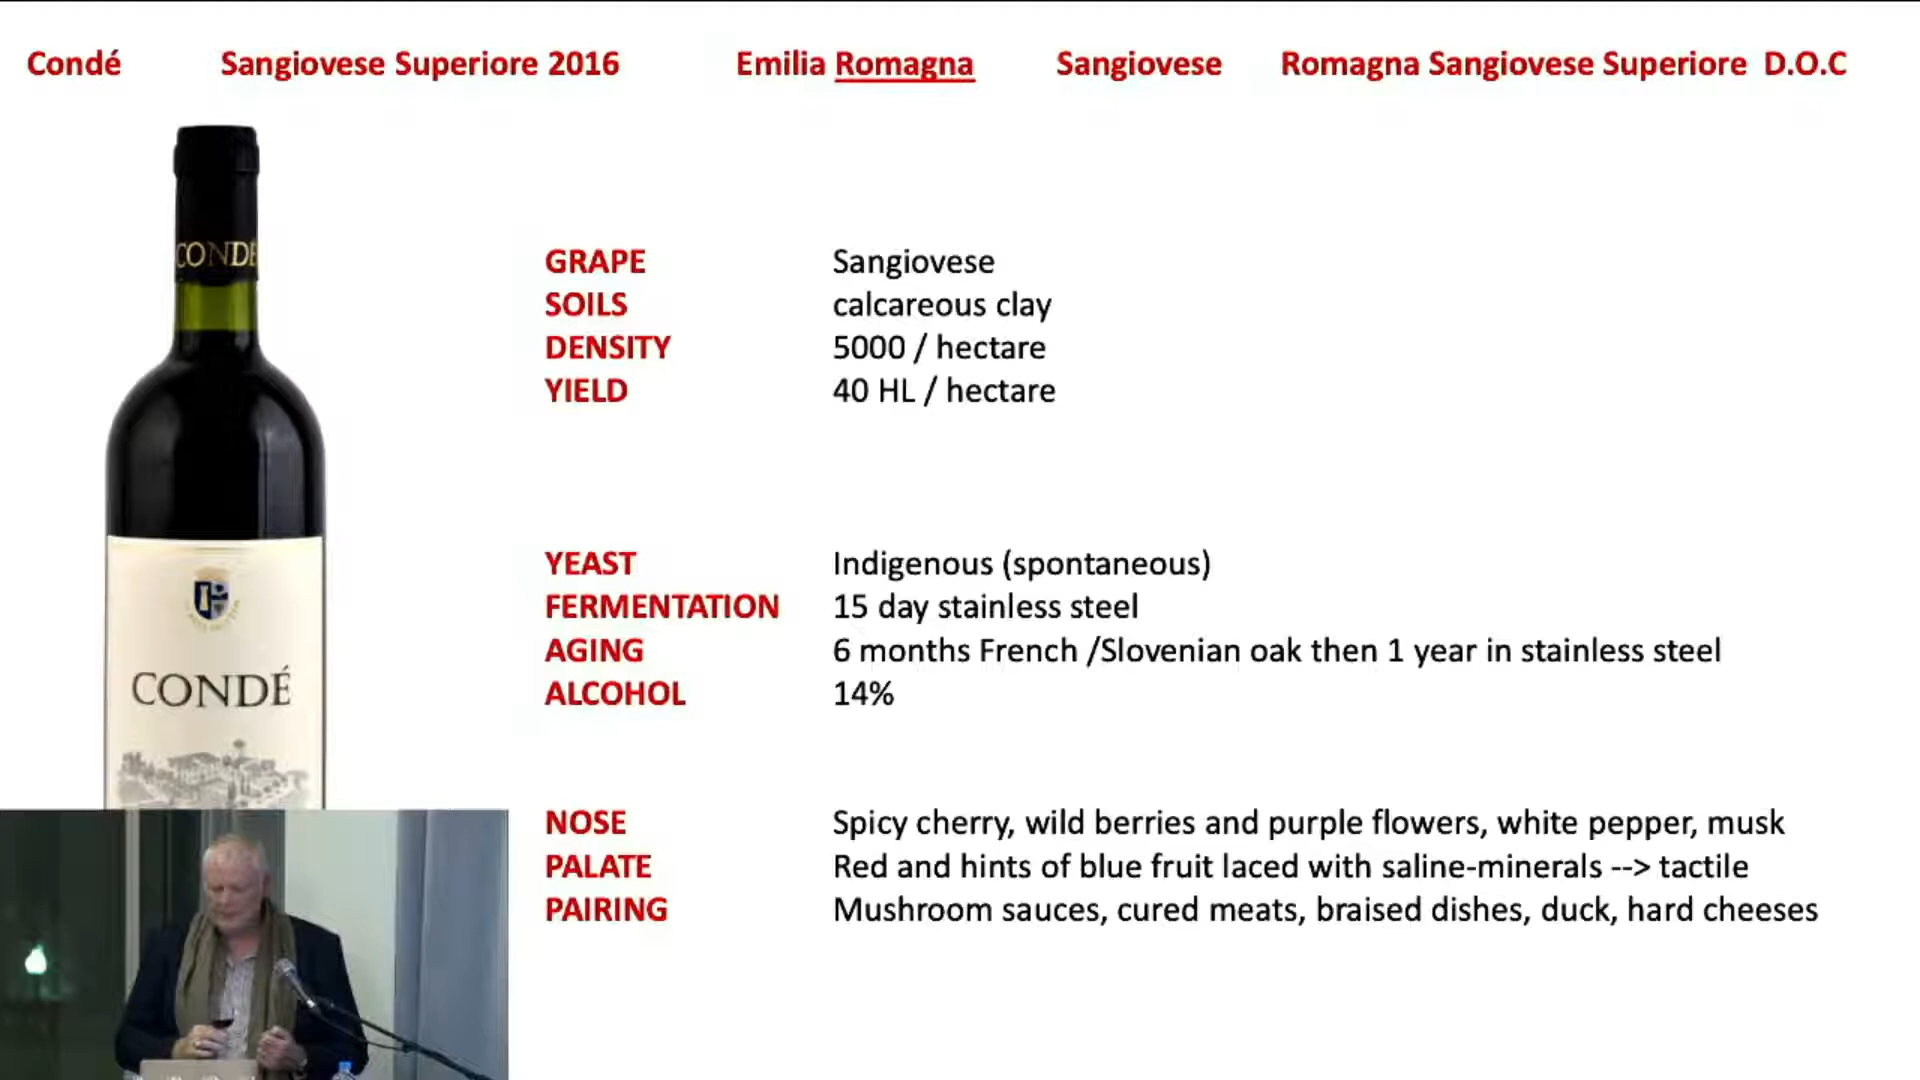 Condé Sangiovese Superiore 2016 Emilia Romagna Sangiovese Romagna Sangiovese Superiore D.O.C
CONDÉ
GRAPE Sangiovese
SOILS calcareous clay
DENSITY 5000 / hectare
YIELD 40 HL / hectare
YEAST Indigenous (spontaneous)
FERMENTATION 15 day stainless steel
AGING 6 months French /Slovenian oak then 1 year in stainless steel
ALCOHOL 14%
CONDÉ
NOSE Spicy cherry, wild berries and purple flowers, white pepper, musk
PALATE Red and hints of blue fruit laced with saline-minerals --> tactile
PAIRING Mushroom sauces, cured meats, braised dishes, duck, hard cheeses